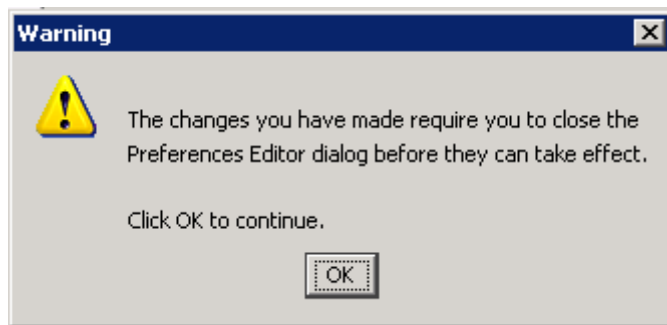 Warning
The changes you have made require you to close the
Preferences Editor dialog before they can take effect.
Click OK to continue.
OK